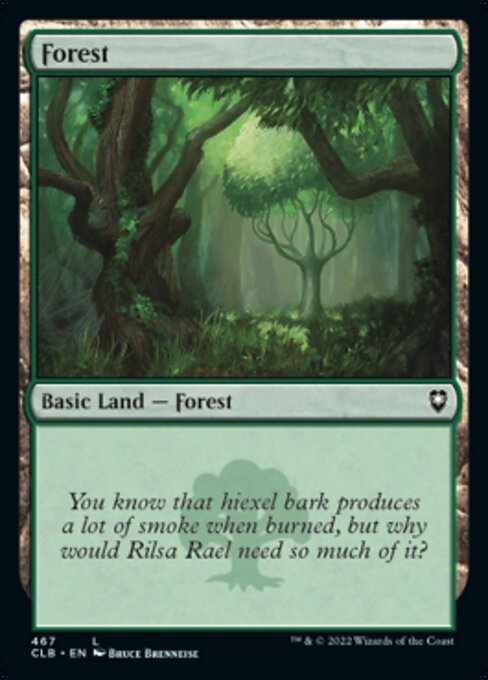 Forest
Basic Land — Forest
You know that hiexel bark produces
a lot of smoke when burned, but why
would Rilsa Rael need so much of it?
467 L
CLB • EN Bruce Brenneise
™ & © 2022 Wizards of the Coast